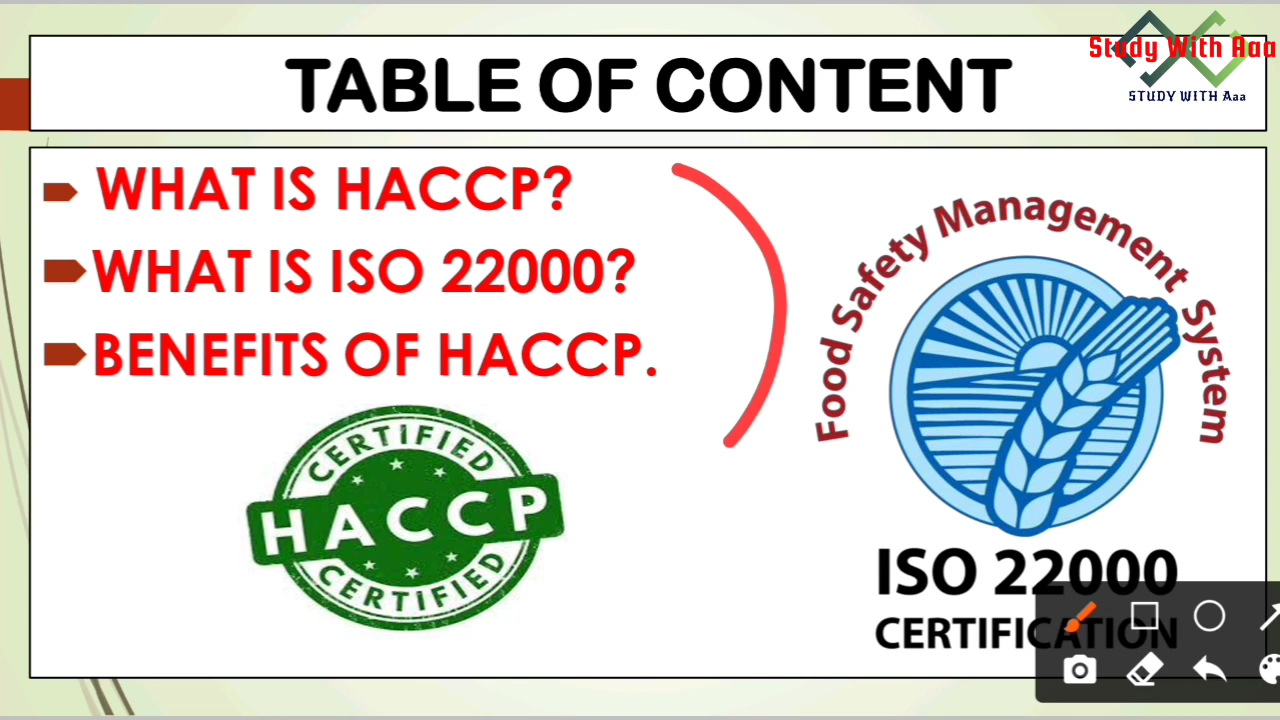 TABLE OF CONTENT
Study With Aaa
STUDY WITH Aaa
WHAT IS HACCP?
WHAT IS ISO 22000?
BENEFITS OF HACCP.
CERTIFIED
HACCP
CERTIFIED
Food Safety Management System
ISO 22000
CERTIFICATION